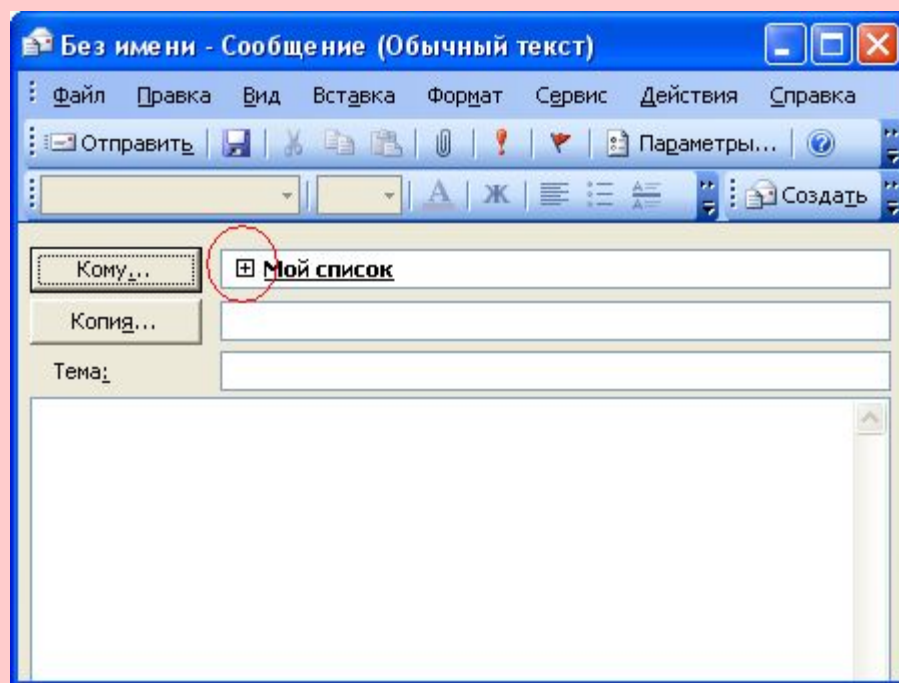 Без имени - Сообщение (Обычный текст)
Файл Правка Вид Вставка Формат Сервис Действия Справка
Отправить Параметры...
A Ж Создать
Кому... Мой список
Копия...
Тема: